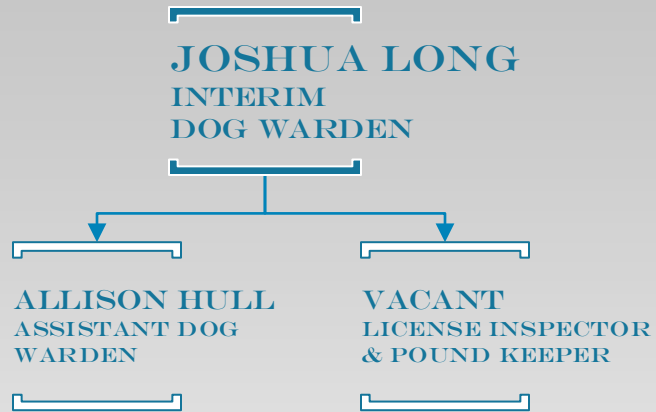 JOSHUA LONG
INTERIM
DOG WARDEN
ALLISON HULL
ASSISTANT DOG
WARDEN
VACANT
LICENSE INSPECTOR
& POUND KEEPER